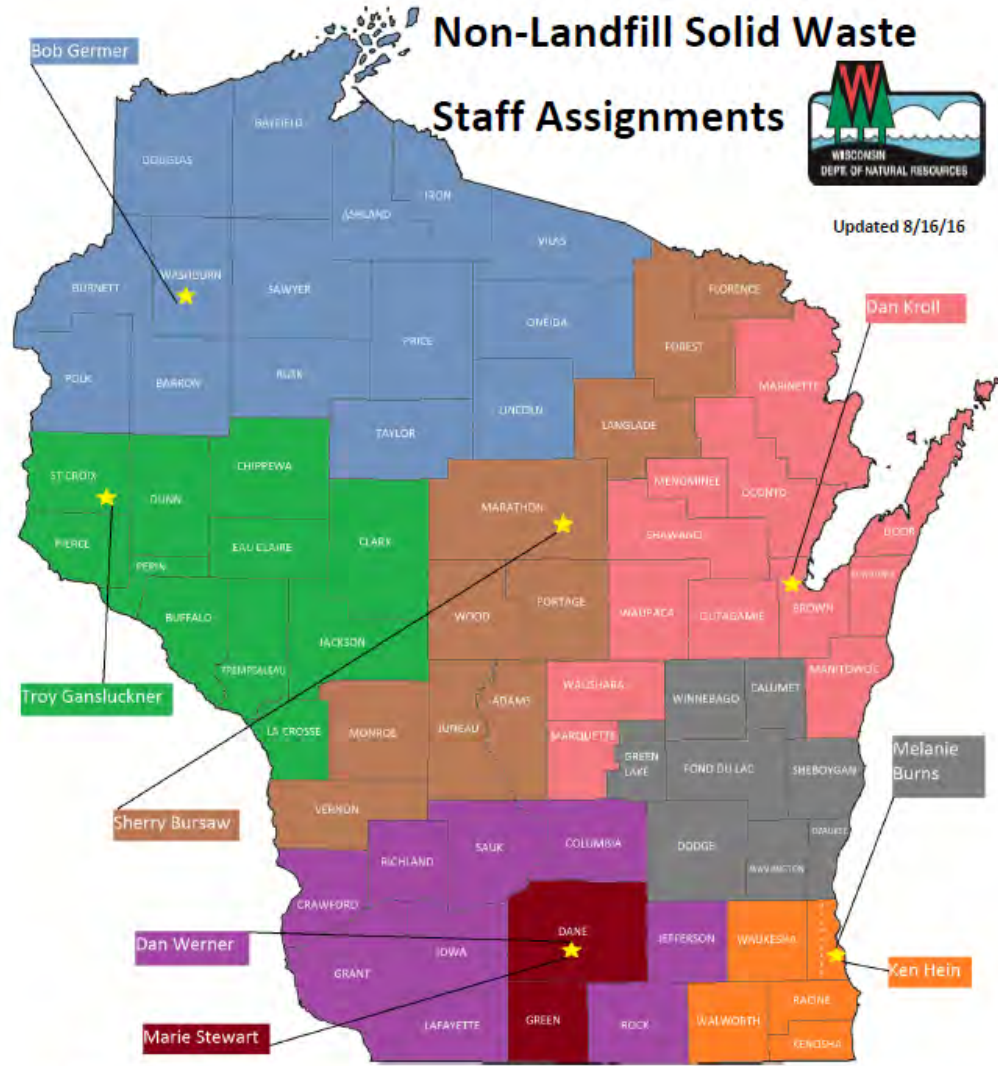 Non-Landfill Solid Waste
Staff Assignments
WISCONSIN
DEPT. OF NATURAL RESOURCES
Updated 8/16/16
Bob Germer
BAYFIELD
DOUGLAS
IRON
ASHLAND
VILAS
WASHBURN
BURNETT
SAWYER
FLORENCE
Dan Kroll
ONEIDA
PRICE
FOREST
POLK
BARRON
RUSK
MARINETTE
LINCOLN
LANGLADE
TAYLOR
ST CROIX
CHIPPEWA
MENOMINEE
OCONTO
DUNN
MARATHON
SHAWANO
DOOR
PIERCE
EAU CLAIRE
CLARK
PEPIN
KEWAUNEE
BUFFALO
WOOD
PORTAGE
WAUPACA
OUTAGAMIE
BROWN
JACKSON
TREMPEALEAU
MANITOWOC
Troy Gansluckner
WAUSHARA
WINNEBAGO
CALUMET
ADAMS
LA CROSSE
MONROE
JUNEAU
MARQUETTE
GREEN
LAKE
FOND DU LAC
SHEBOYGAN
Melanie
Burns
VERNON
Sherry Bursaw
RICHLAND
SAUK
COLUMBIA
DODGE
OZAUKEE
WASHINGTON
CRAWFORD
Dan Werner
DANE
JEFFERSON
WAUKESHA
IOWA
GRANT
Ken Hein
RACINE
Marie Stewart
LAFAYETTE
GREEN
ROCK
WALWORTH
KENOSHA